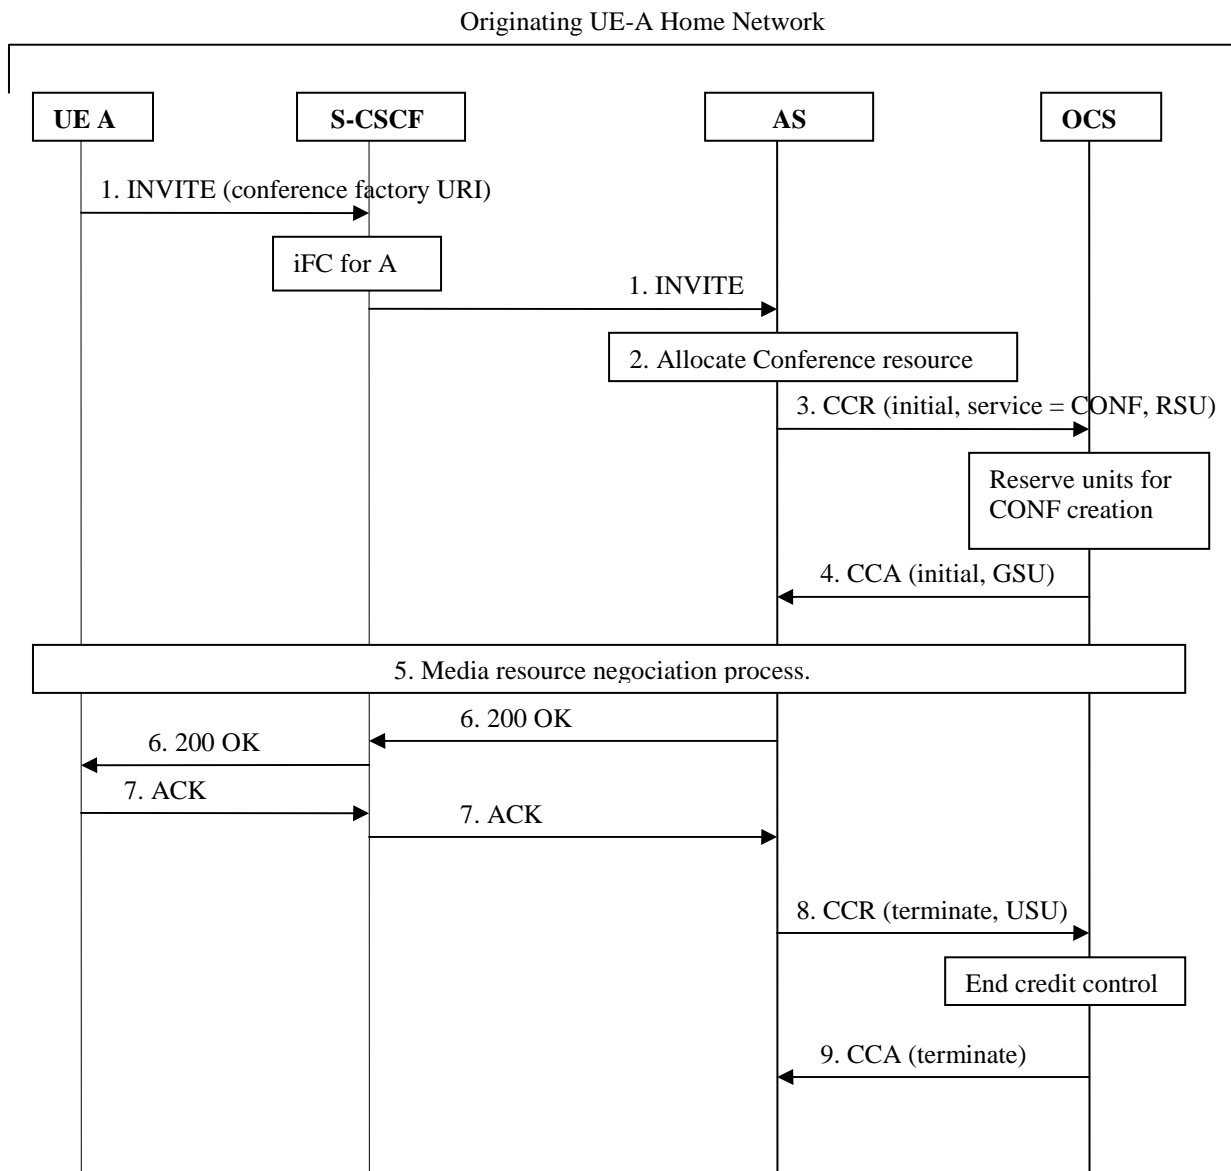 Originating UE-A Home Network
UE A
S-CSCF
AS
OCS
1. INVITE (conference factory URI)
iFC for A
1. INVITE
2. Allocate Conference resource
3. CCR (initial, service = CONF, RSU)
Reserve units for
CONF creation
4. CCA (initial, GSU)
5. Media resource negociation process.
6. 200 OK
6. 200 OK
7. ACK
7. ACK
8. CCR (terminate, USU)
End credit control
9. CCA (terminate)